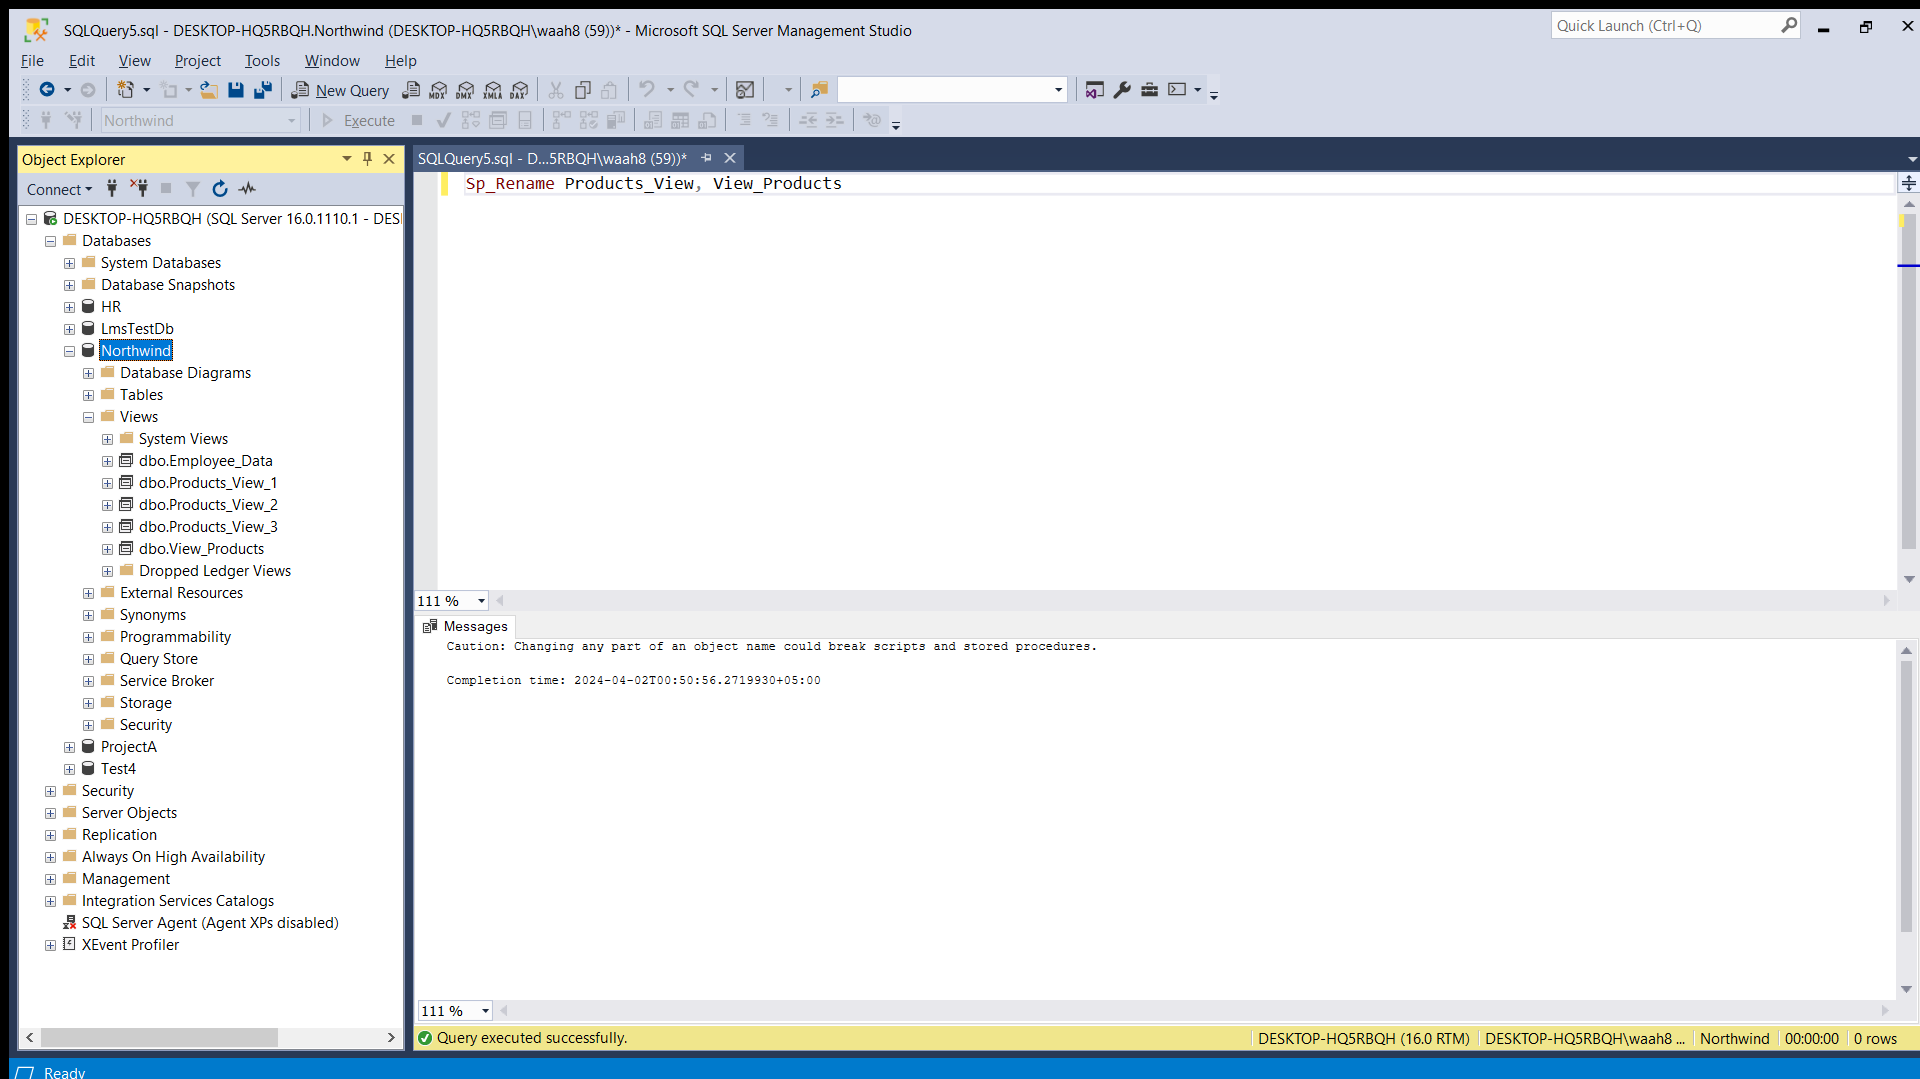 SQLQuery5.sql - DESKTOP-HQ5RBQH.Northwind (DESKTOP-HQ5RBQH\waah8 (59))* - Microsoft SQL Server Management Studio
Quick Launch (Ctrl+Q)
File Edit View Project Tools Window Help
New Query MDX DMX XMLA DAX
Northwind Execute
Object Explorer
Connect
DESKTOP-HQ5RBQH (SQL Server 16.0.1110.1 - DES
Databases
System Databases
Database Snapshots
HR
LmsTestDb
Northwind
Database Diagrams
Tables
Views
System Views
dbo.Employee_Data
dbo.Products_View_1
dbo.Products_View_2
dbo.Products_View_3
dbo.View_Products
Dropped Ledger Views
External Resources
Synonyms
Programmability
Query Store
Service Broker
Storage
Security
ProjectA
Test4
Security
Server Objects
Replication
Always On High Availability
Management
Integration Services Catalogs
SQL Server Agent (Agent XPs disabled)
XEvent Profiler
SQLQuery5.sql - D...5RBQH\waah8 (59))*
Sp_Rename Products_View, View_Products
111 %
Messages
Caution: Changing any part of an object name could break scripts and stored procedures.
Completion time: 2024-04-02T00:50:56.2719930+05:00
111 %
Query executed successfully. DESKTOP-HQ5RBQH (16.0 RTM) DESKTOP-HQ5RBQH\waah8 ... Northwind 00:00:00 0 rows
Ready